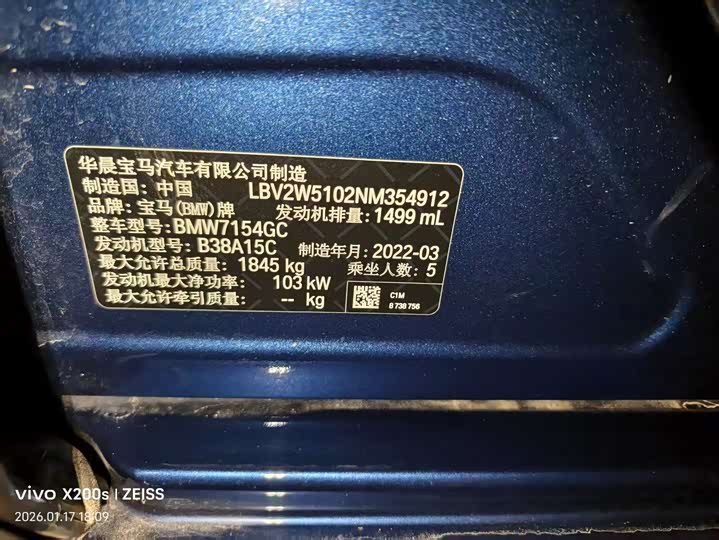 华晨宝马汽车有限公司制造
制造国: 中国 LBV2W5102NM354912
品牌: 宝马(BMW)牌 发动机排量: 1499 mL
整车型号: BMW7154GC
发动机型号: B38A15C 制造年月: 2022-03
最大允许总质量: 1845 kg 乘坐人数: 5
发动机最大净功率: 103 kW
最大允许牵引质量: -- kg
C1M
8 738 756
vivo X200s | ZEISS
2026.01.17 18:09